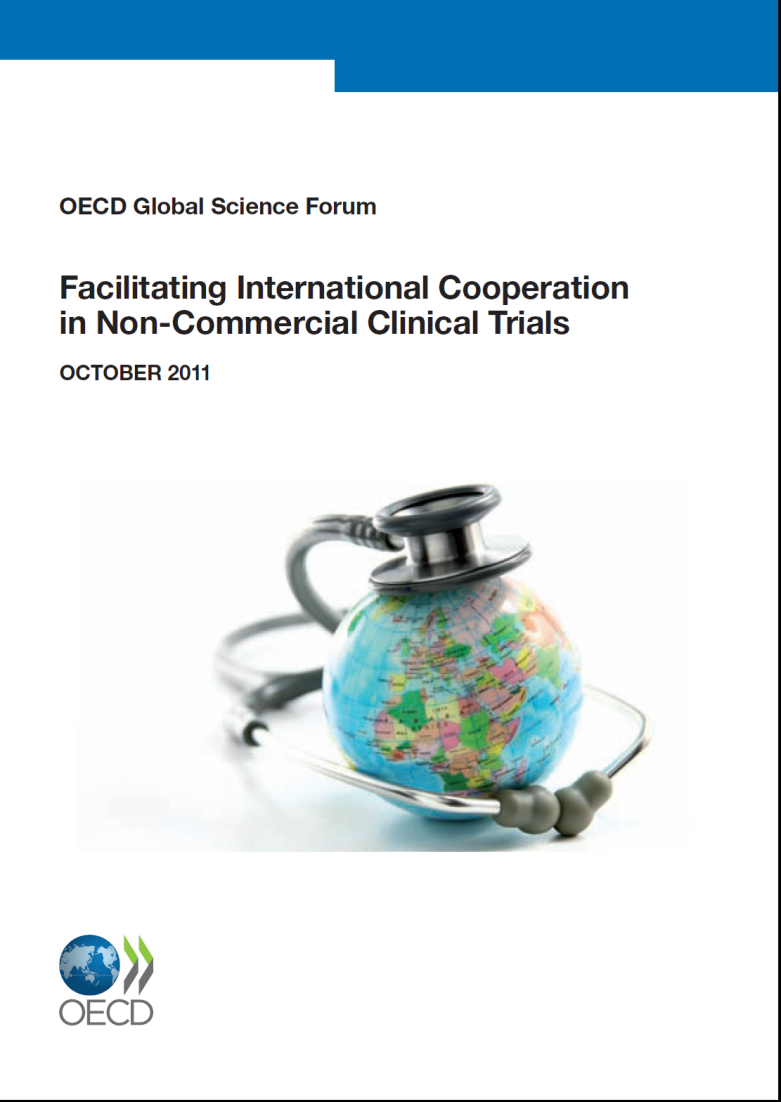 OECD Global Science Forum
Facilitating International Cooperation
in Non-Commercial Clinical Trials
OCTOBER 2011
OECD